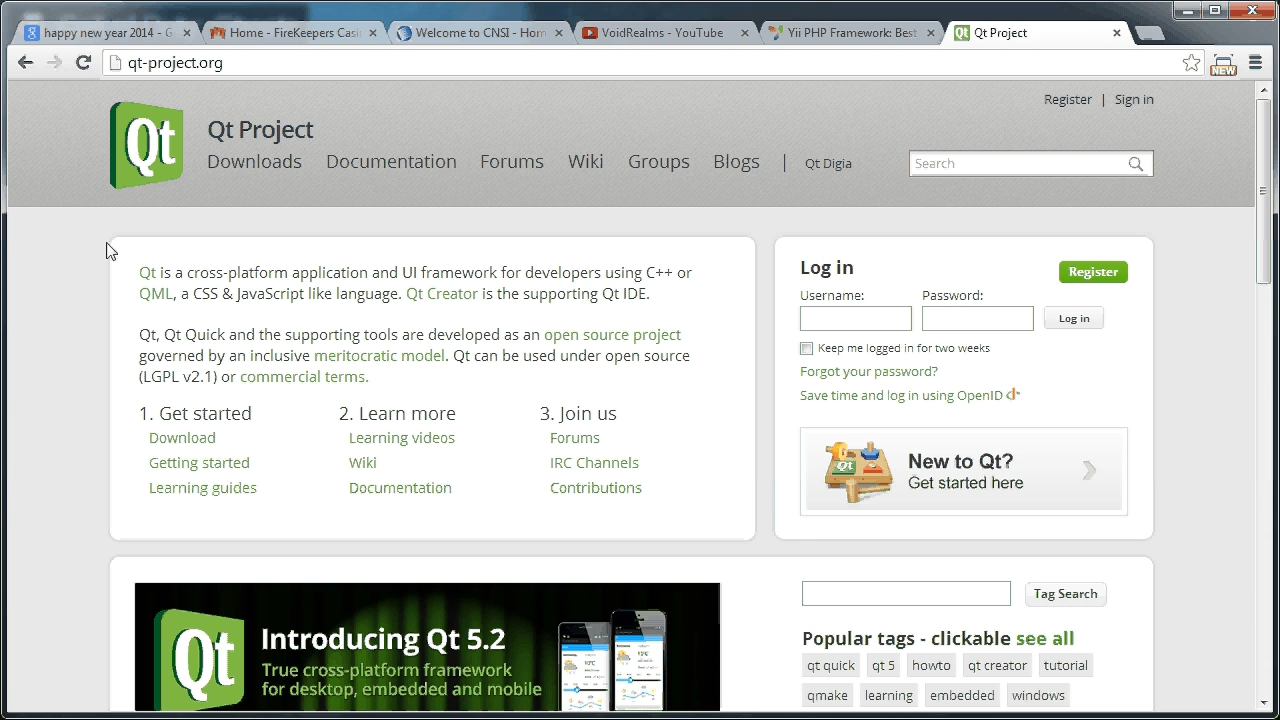 happy new year 2014 - G
Home - FireKeepers Casi
Welcome to CNSI - Hom
VoidRealms - YouTube
Yii PHP Framework: Best
Qt Project
qt-project.org
NEW
Register | Sign in
Qt
Qt Project
Downloads Documentation Forums Wiki Groups Blogs | Qt Digia
Search
Qt is a cross-platform application and UI framework for developers using C++ or
QML, a CSS & JavaScript like language. Qt Creator is the supporting Qt IDE.
Qt, Qt Quick and the supporting tools are developed as an open source project
governed by an inclusive meritocratic model. Qt can be used under open source
(LGPL v2.1) or commercial terms.
1. Get started
Download
Getting started
Learning guides
2. Learn more
Learning videos
Wiki
Documentation
3. Join us
Forums
IRC Channels
Contributions
Log in
Register
Username: Password:
Log in
Keep me logged in for two weeks
Forgot your password?
Save time and log in using OpenID
Qt
New to Qt?
Get started here
Qt
Introducing Qt 5.2
True cross-platform framework
for desktop, embedded and mobile
Tag Search
Popular tags - clickable see all
qt quick qt 5 howto qt creator tutorial
qmake learning embedded windows